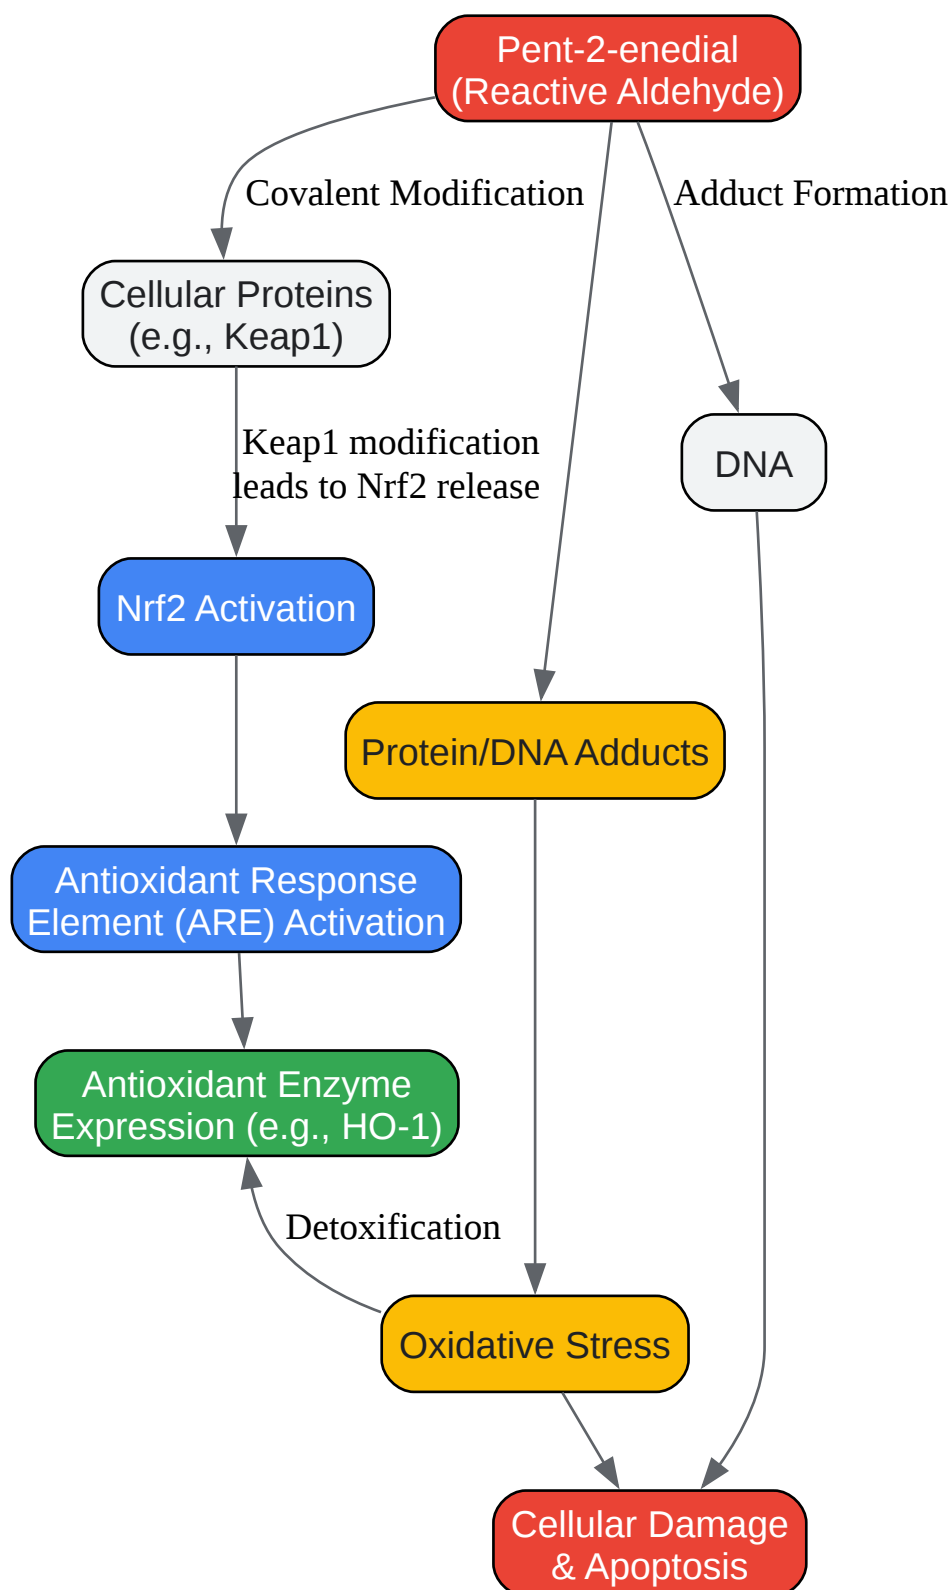 Pent-2-enedial
(Reactive Aldehyde)
Covalent Modification
Adduct Formation
Cellular Proteins
(e.g., Keap1)
Keap1 modification
leads to Nrf2 release
DNA
Nrf2 Activation
Protein/DNA Adducts
Antioxidant Response
Element (ARE) Activation
Antioxidant Enzyme
Expression (e.g., HO-1)
Detoxification
Oxidative Stress
Cellular Damage
& Apoptosis